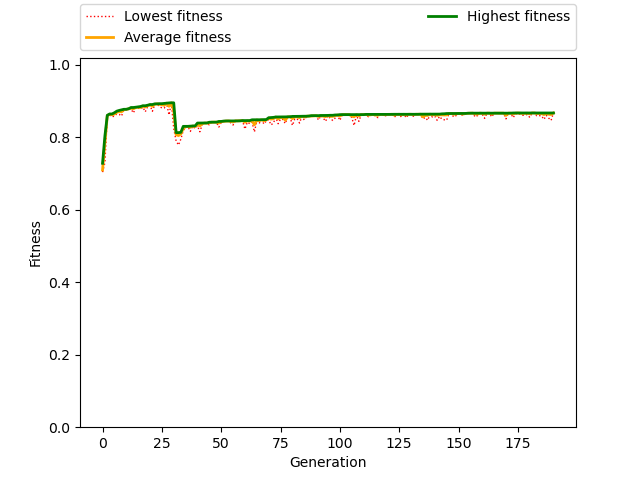 Lowest fitness
Average fitness
Highest fitness
1.0
0.8
0.6
0.4
0.2
0.0
Fitness
0 25 50 75 100 125 150 175
Generation